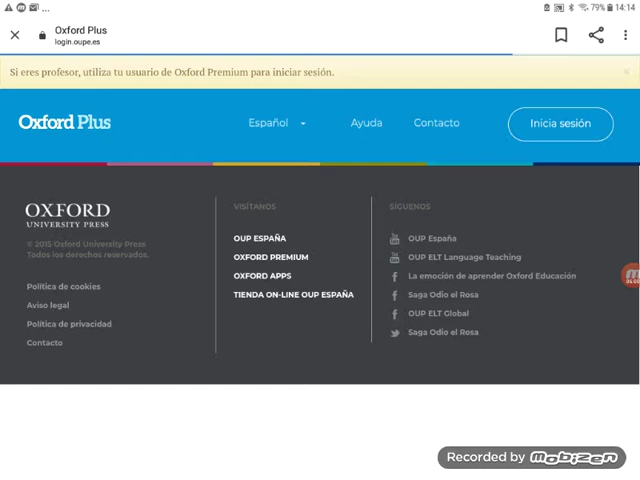 ...
79% 14:14
Oxford Plus
login.oupe.es
Si eres profesor, utiliza tu usuario de Oxford Premium para iniciar sesión.
Oxford Plus
Español
Ayuda
Contacto
Inicia sesión
OXFORD
UNIVERSITY PRESS
© 2015 Oxford University Press
Todos los derechos reservados.
Política de cookies
Aviso legal
Política de privacidad
Contacto
VISÍTANOS
OUP ESPAÑA
OXFORD PREMIUM
OXFORD APPS
TIENDA ON-LINE OUP ESPAÑA
SÍGUENOS
OUP España
OUP ELT Language Teaching
La emoción de aprender Oxford Educación
Saga Odio el Rosa
OUP ELT Global
Saga Odio el Rosa
Recorded by mobizen